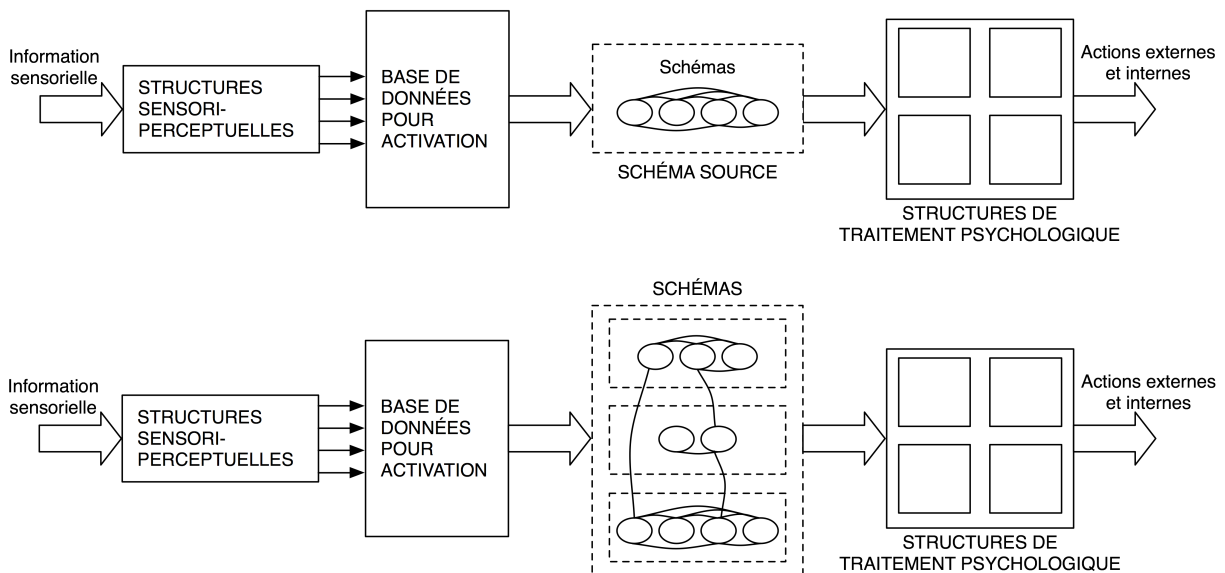 Information
sensorielle
STRUCTURES
SENSORI-
PERCEPTUELLES
BASE DE
DONNÉES
POUR
ACTIVATION
Schémas
SCHÉMA SOURCE
STRUCTURES DE
TRAITEMENT PSYCHOLOGIQUE
Actions externes
et internes
Information
sensorielle
STRUCTURES
SENSORI-
PERCEPTUELLES
BASE DE
DONNÉES
POUR
ACTIVATION
SCHÉMAS
STRUCTURES DE
TRAITEMENT PSYCHOLOGIQUE
Actions externes
et internes